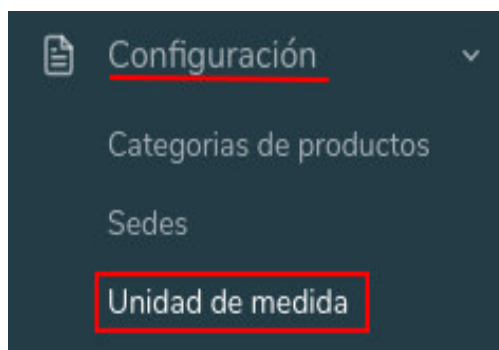 Configuración
Categorias de productos
Sedes
Unidad de medida